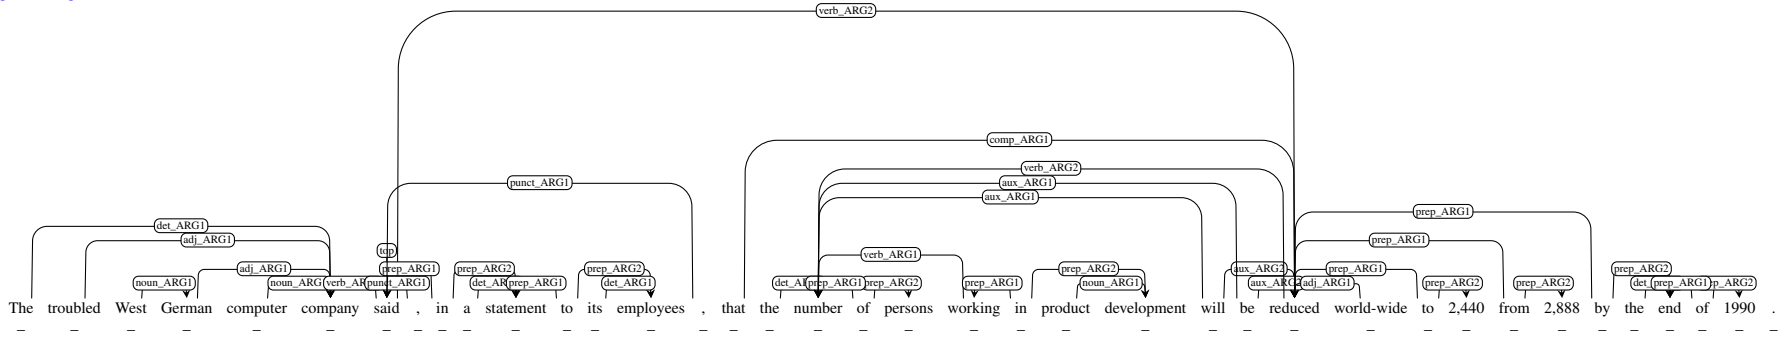 verb_ARG2
comp_ARG1
verb_ARG2
punct_ARG1 aux_ARG1
aux_ARG1
prep_ARG1
det_ARG1
adj_ARG1 prep_ARG1
top
verb_ARG1
adj_ARG1 prep_ARG1 prep_ARG2 prep_ARG2 prep_ARG2 aux_ARG2 prep_ARG1 prep_ARG2
noun_ARG1 punct_ARG1 prep_ARG1 det_ARG1 prep_ARG1 prep_ARG2 prep_ARG1 noun_ARG1 adj_ARG1 prep_ARG2 prep_ARG2 prep_ARG1
The troubled West German computer company said , in a statement to its employees , that the number of persons working in product development will be reduced world-wide to 2,440 from 2,888 by the end of 1990 .
_ _ _ _ _ _ _ _ _ _ _ _ _ _ _ _ _ _ _ _ _ _ _ _ _ _ _ _ _ _ _ _ _ _ _ _ _ _